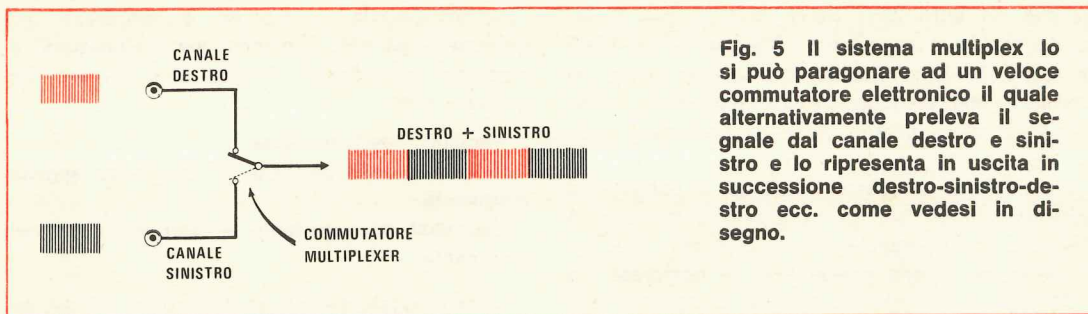 CANALE
DESTRO
CANALE
SINISTRO
COMMUTATORE
MULTIPLEXER
DESTRO + SINISTRO
Fig. 5 Il sistema multiplex lo
si può paragonare ad un veloce
commutatore elettronico il quale
alternativamente preleva il se-
gnale dal canale destro e sini-
stro e lo ripresenta in uscita in
successione destro-sinistro-de-
stro ecc. come vedesi in di-
segno.